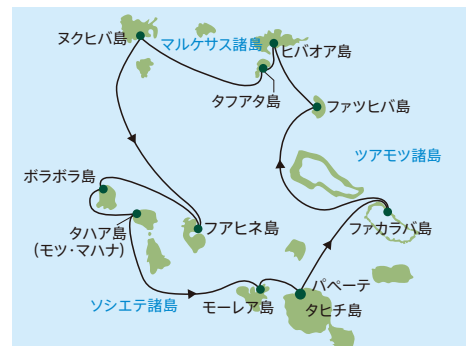 ヌクヒバ島
マルケサス諸島
ヒバオア島
タフアタ島
ファツヒバ島
ツアモツ諸島
ボラボラ島
タハア島
(モツ・マハナ)
フアヒネ島
ファカラバ島
ソシエテ諸島
モーレア島
パペーテ
タヒチ島